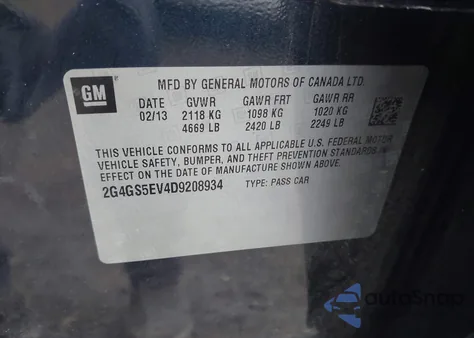 GM
MFD BY GENERAL MOTORS OF CANADA LTD.
DATE GVWR GAWR FRT GAWR RR
02/13 2118 KG 1098 KG 1020 KG
4669 LB 2420 LB 2249 LB
THIS VEHICLE CONFORMS TO ALL APPLICABLE U.S. FEDERAL MOTOR
VEHICLE SAFETY, BUMPER, AND THEFT PREVENTION STANDARDS IN
EFFECT ON THE DATE OF MANUFACTURE SHOWN ABOVE.
2G4GS5EV4D9208934 TYPE: PASS CAR
autoSnap